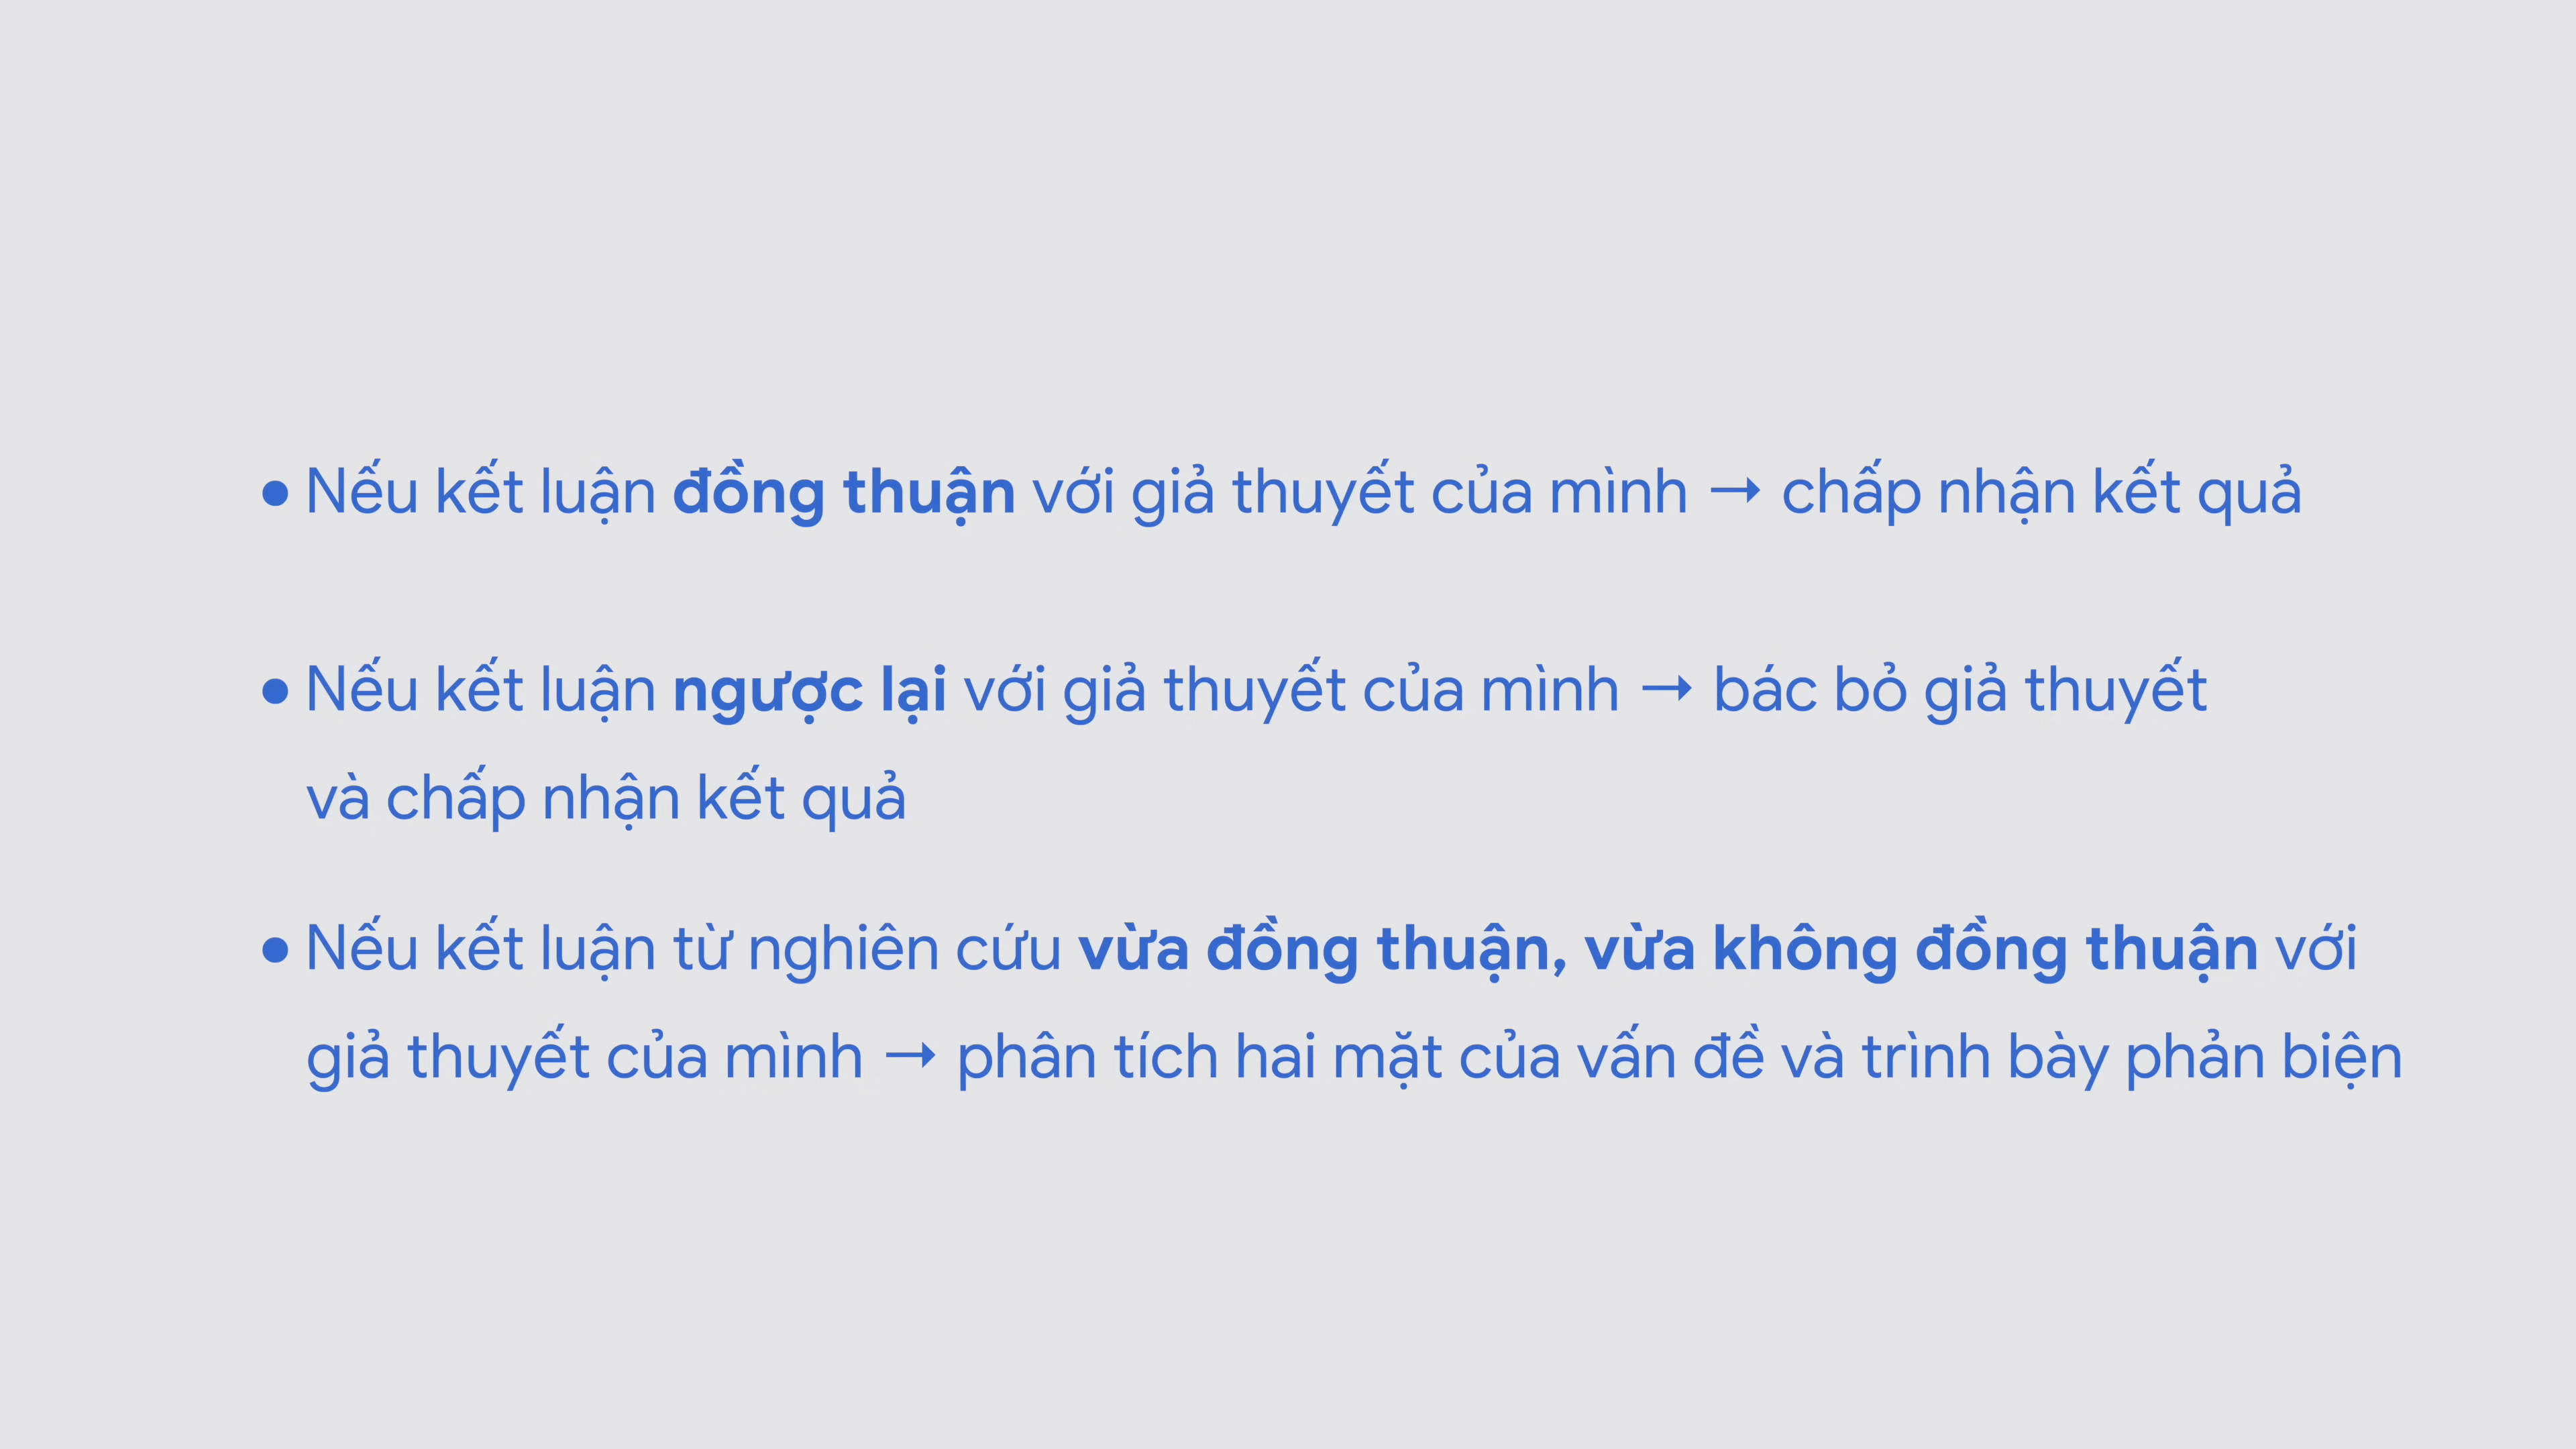 • Nếu kết luận đồng thuận với giả thuyết của mình → chấp nhận kết quả
• Nếu kết luận ngược lại với giả thuyết của mình → bác bỏ giả thuyết
và chấp nhận kết quả
• Nếu kết luận từ nghiên cứu vừa đồng thuận, vừa không đồng thuận với
giả thuyết của mình → phân tích hai mặt của vấn đề và trình bày phản biện